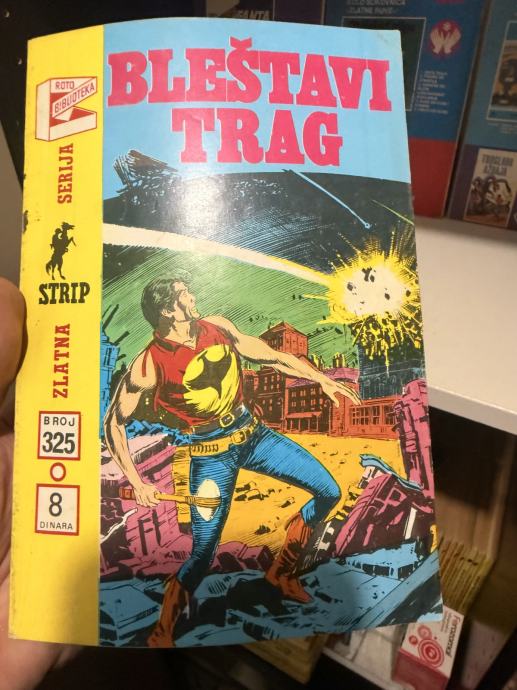 BLEŠTAVI
TRAG
ROTO
BIBLIOTEKA
ZLATNA
STRIP
SERIJA
BROJ
325
8
DINARA